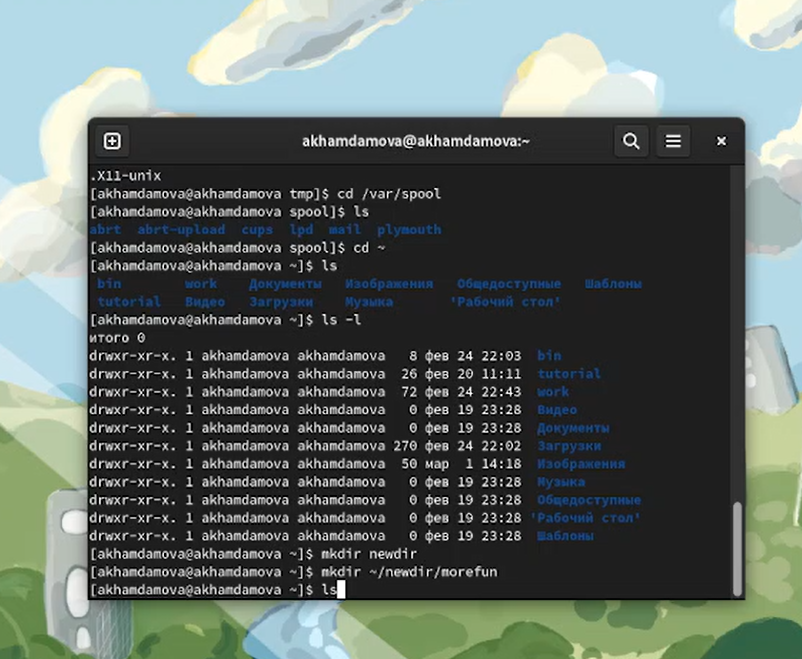 akhamdamova@akhamdamova:~
.X11-unix
[akhamdamova@akhamdamova tmp]$ cd /var/spool
[akhamdamova@akhamdamova spool]$ ls
abrt  abrt-upload  cups  lpd  mail  plymouth
[akhamdamova@akhamdamova spool]$ cd ~
[akhamdamova@akhamdamova ~]$ ls
bin  work  Документы  Изображения  Общедоступные  Шаблоны
tutorial  Видео  Загрузки  Музыка  'Рабочий стол'
[akhamdamova@akhamdamova ~]$ ls -l
итого 0
drwxr-xr-x. 1 akhamdamova akhamdamova   8 фев 24 22:03  bin
drwxr-xr-x. 1 akhamdamova akhamdamova  26 фев 20 11:11  tutorial
drwxr-xr-x. 1 akhamdamova akhamdamova  72 фев 24 22:43  work
drwxr-xr-x. 1 akhamdamova akhamdamova   0 фев 19 23:28  Видео
drwxr-xr-x. 1 akhamdamova akhamdamova   0 фев 19 23:28  Документы
drwxr-xr-x. 1 akhamdamova akhamdamova 270 фев 24 22:02  Загрузки
drwxr-xr-x. 1 akhamdamova akhamdamova  50 мар  1 14:18  Изображения
drwxr-xr-x. 1 akhamdamova akhamdamova   0 фев 19 23:28  Музыка
drwxr-xr-x. 1 akhamdamova akhamdamova   0 фев 19 23:28  Общедоступные
drwxr-xr-x. 1 akhamdamova akhamdamova   0 фев 19 23:28 'Рабочий стол'
drwxr-xr-x. 1 akhamdamova akhamdamova   0 фев 19 23:28  Шаблоны
[akhamdamova@akhamdamova ~]$ mkdir newdir
[akhamdamova@akhamdamova ~]$ mkdir ~/newdir/morefun
[akhamdamova@akhamdamova ~]$ ls